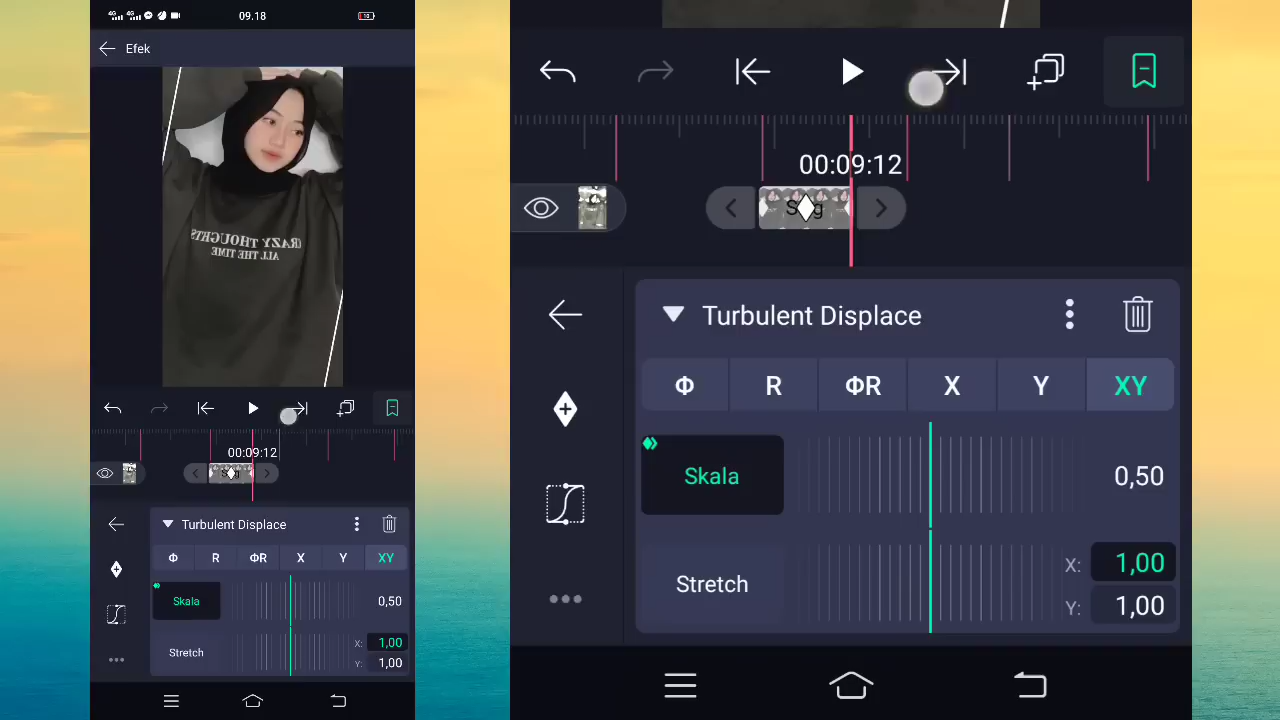 09.18
Efek
CRAZY THOUGHTS
ALL THE TIME
00:09:12
Turbulent Displace
Φ R ΦR X Y XY
Skala 0,50
Stretch X: 1,00
Y: 1,00
00:09:12
Turbulent Displace
Φ R ΦR X Y XY
Skala 0,50
Stretch X: 1,00
Y: 1,00